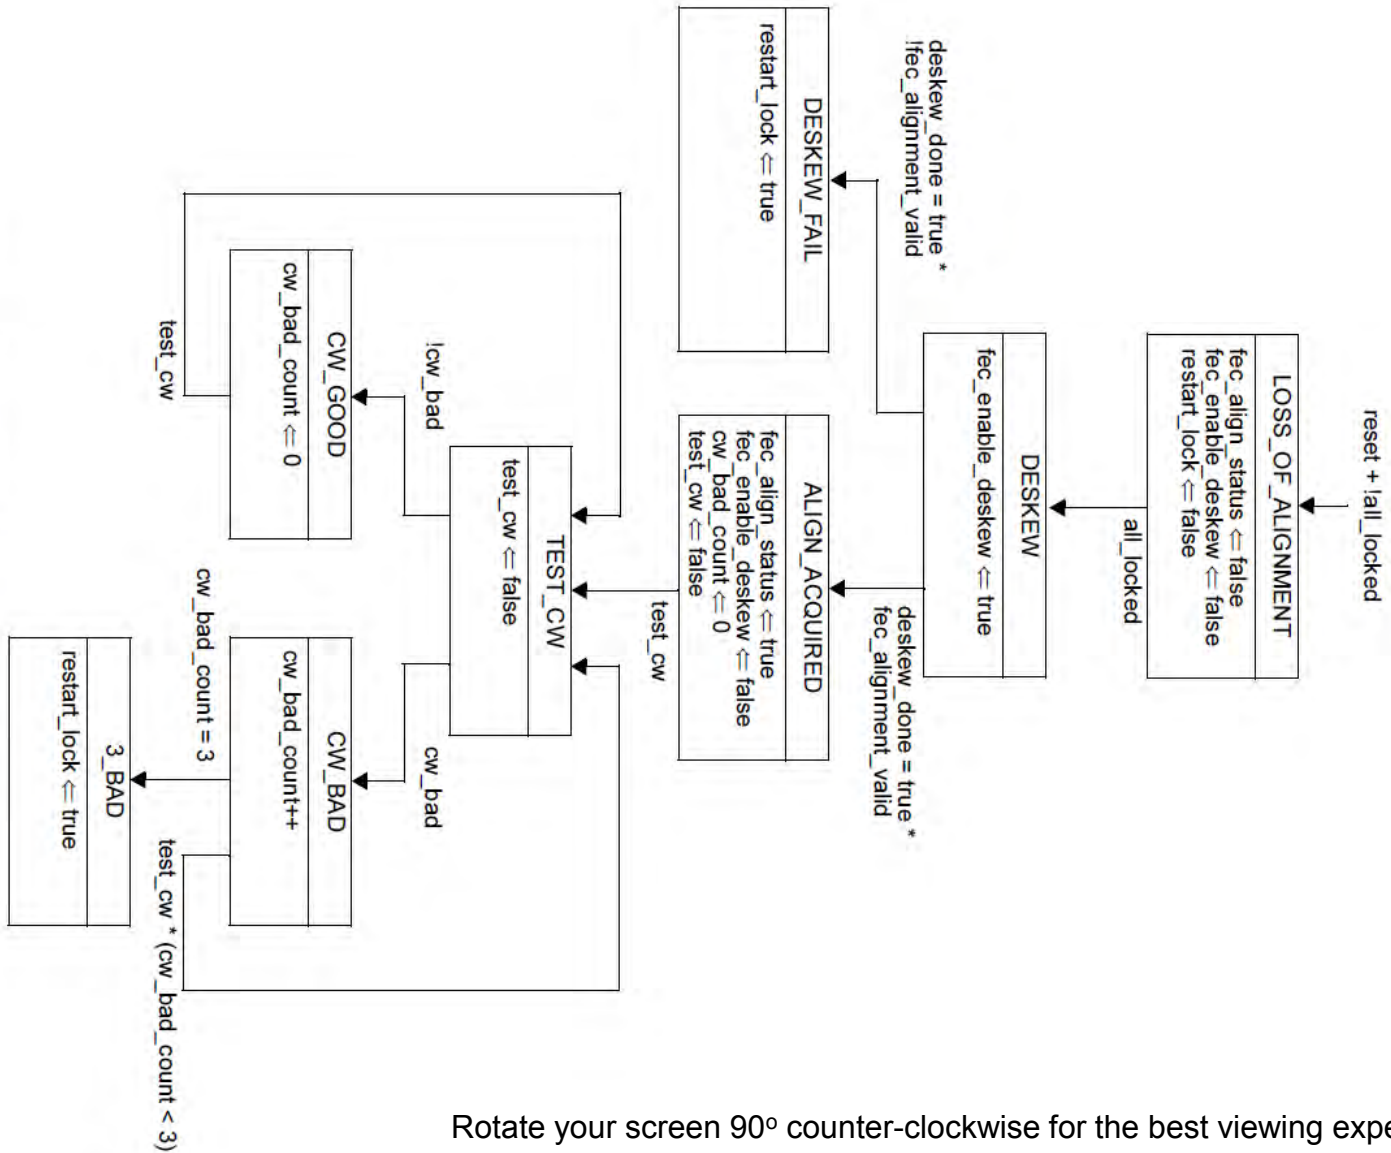 reset + !all_locked
LOSS_OF_ALIGNMENT
fec_align_status ⇐ false
fec_enable_deskew ⇐ false
restart_lock ⇐ false
all_locked
DESKEW
fec_enable_deskew ⇐ true
deskew_done = true *
!fec_alignment_valid
deskew_done = true *
fec_alignment_valid
DESKEW_FAIL
restart_lock ⇐ true
ALIGN_ACQUIRED
fec_align_status ⇐ true
fec_enable_deskew ⇐ false
cw_bad_count ⇐ 0
test_cw ⇐ false
test_cw
TEST_CW
test_cw ⇐ false
!cw_bad
cw_bad
CW_GOOD
cw_bad_count ⇐ 0
CW_BAD
cw_bad_count++
test_cw
cw_bad_count = 3
test_cw * (cw_bad_count < 3)
3_BAD
restart_lock ⇐ true
Rotate your screen 90° counter-clockwise for the best viewing expe